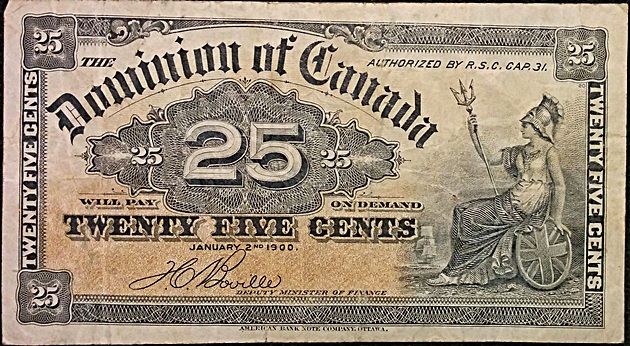 25
25
THE
Dominion of Canada
AUTHORIZED BY R.S.C. CAP. 31.
TWENTY FIVE CENTS
TWENTY FIVE CENTS
25
25
25
WILL PAY
ON DEMAND
TWENTY FIVE CENTS
JANUARY 2ND 1900.
J C Boville
DEPUTY MINISTER OF FINANCE
25
AMERICAN BANK NOTE COMPANY, OTTAWA.